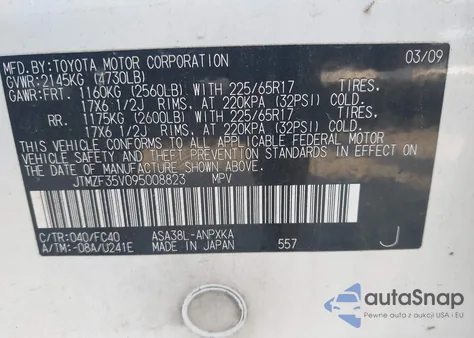 MFD.BY:TOYOTA MOTOR CORPORATION 03/09
GVWR:2145KG (4730LB)
GAWR:FRT. 1160KG (2560LB) WITH 225/65R17 TIRES,
17X6 1/2J RIMS, AT 220KPA (32PSI) COLD.
RR. 1175KG (2600LB) WITH 225/65R17 TIRES,
17X6 1/2J RIMS, AT 220KPA (32PSI) COLD.
THIS VEHICLE CONFORMS TO ALL APPLICABLE FEDERAL MOTOR
VEHICLE SAFETY AND THEFT PREVENTION STANDARDS IN EFFECT
ON THE DATE OF MANUFACTURE SHOWN ABOVE.
JTMZF35V095008823 MPV
C/TR:040/FC40 ASA38L-ANPXKA
A/TM:-08A/U241E MADE IN JAPAN 557 J
autoSnap
Pewne auta z USA i EU